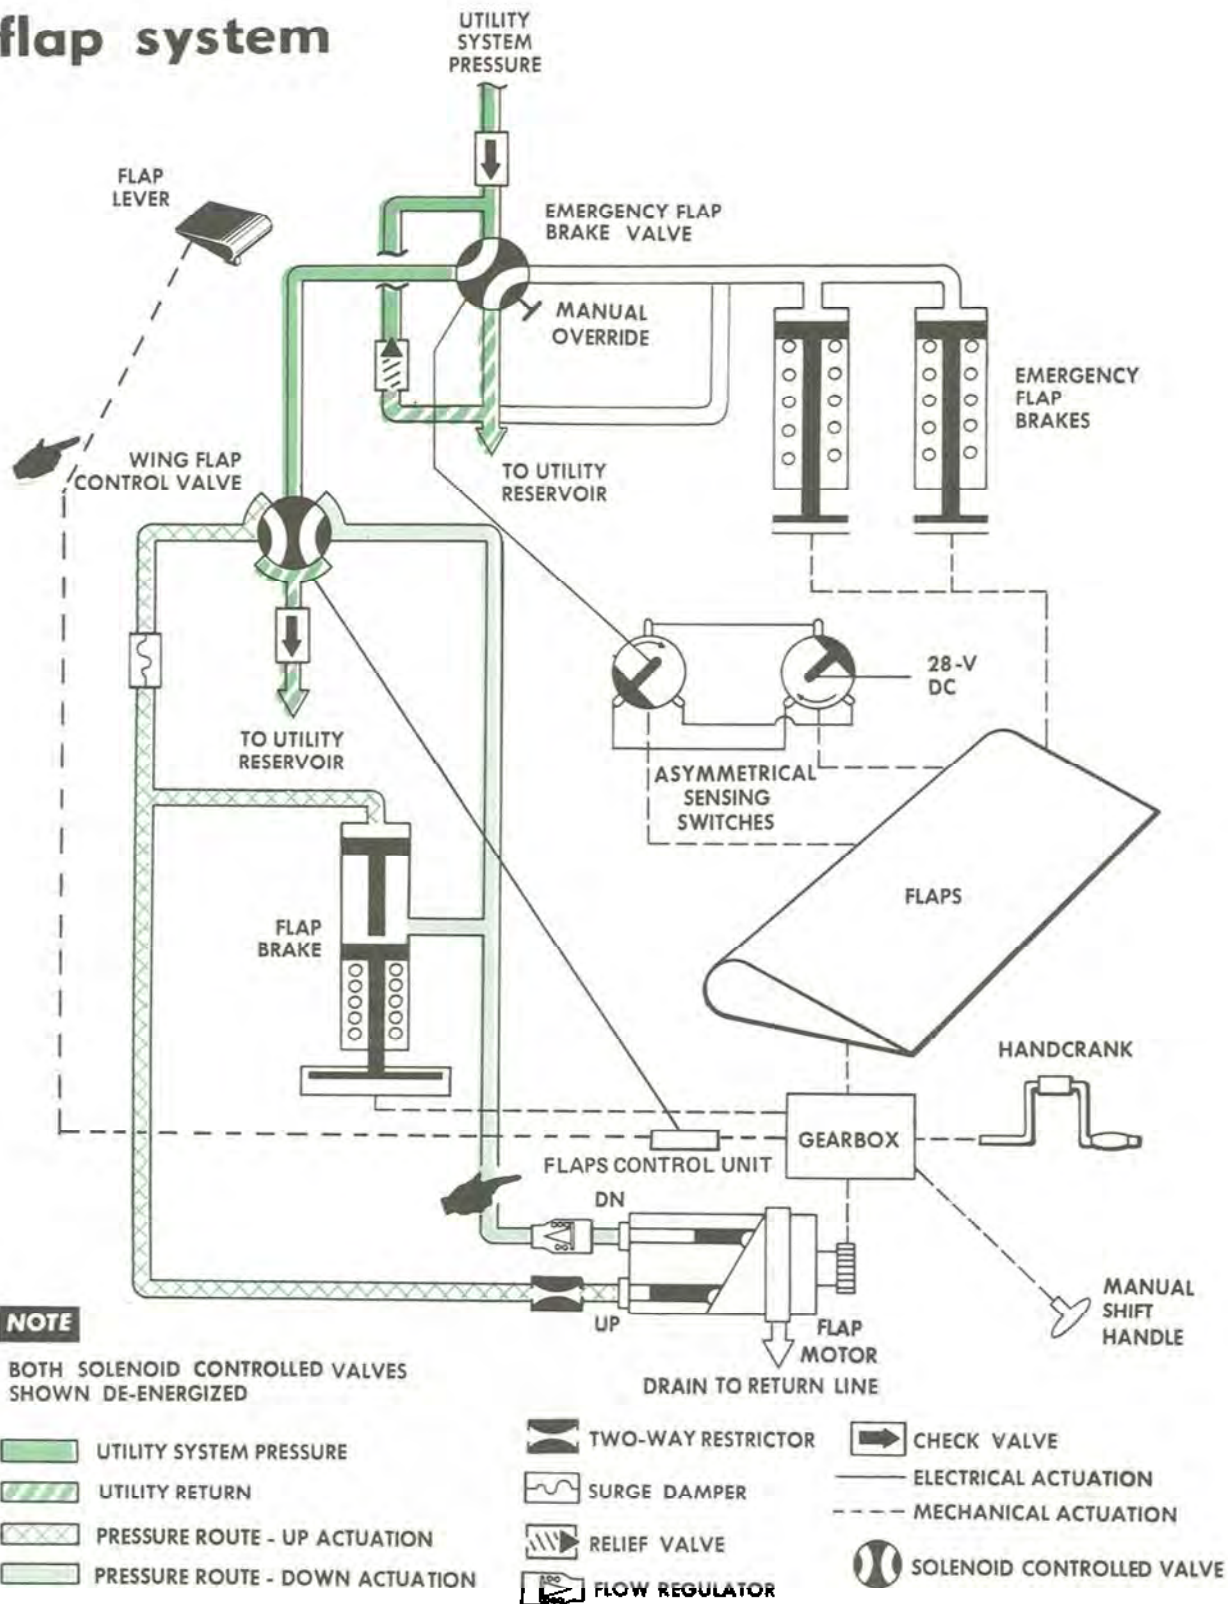 flap system
UTILITY
SYSTEM
PRESSURE
FLAP
LEVER
EMERGENCY FLAP
BRAKE VALVE
MANUAL
OVERRIDE
EMERGENCY
FLAP
BRAKES
WING FLAP
CONTROL VALVE
TO UTILITY
RESERVOIR
28-V
DC
TO UTILITY
RESERVOIR
ASYMMETRICAL
SENSING
SWITCHES
FLAPS
FLAP
BRAKE
HANDCRANK
GEARBOX
FLAPS CONTROL UNIT
DN
UP
FLAP
MOTOR
MANUAL
SHIFT
HANDLE
DRAIN TO RETURN LINE
NOTE
BOTH SOLENOID CONTROLLED VALVES
SHOWN DE-ENERGIZED
UTILITY SYSTEM PRESSURE
UTILITY RETURN
PRESSURE ROUTE - UP ACTUATION
PRESSURE ROUTE - DOWN ACTUATION
TWO-WAY RESTRICTOR
SURGE DAMPER
RELIEF VALVE
FLOW REGULATOR
CHECK VALVE
ELECTRICAL ACTUATION
MECHANICAL ACTUATION
SOLENOID CONTROLLED VALVE